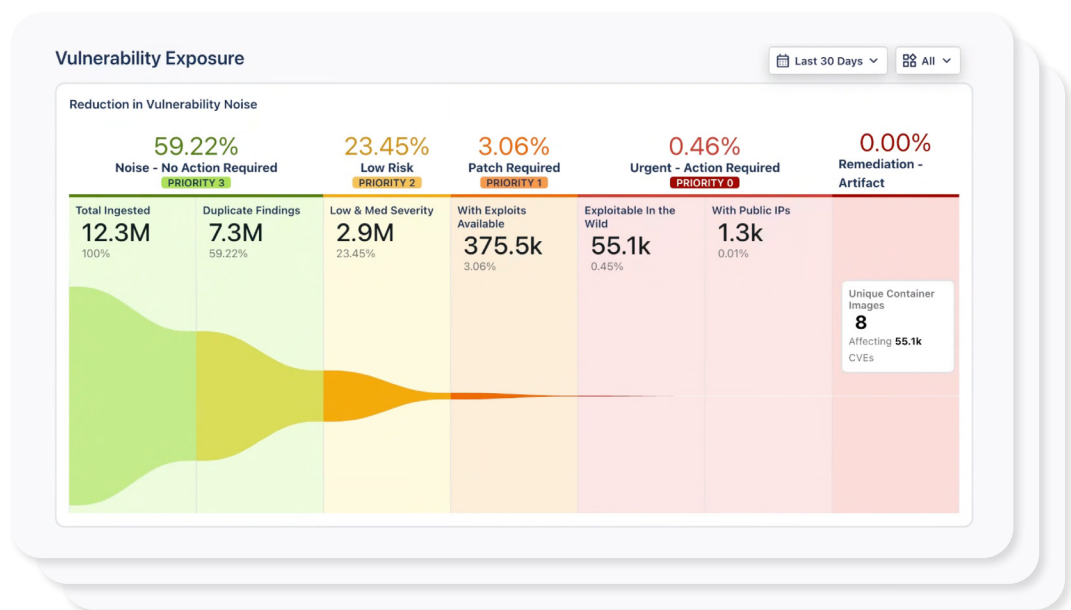 Vulnerability Exposure
Last 30 Days
All
Reduction in Vulnerability Noise
59.22%
Noise - No Action Required
PRIORITY 3
23.45%
Low Risk
PRIORITY 2
3.06%
Patch Required
PRIORITY 1
0.46%
Urgent - Action Required
PRIORITY 0
0.00%
Remediation -
Artifact
Total Ingested
12.3M
100%
Duplicate Findings
7.3M
59.22%
Low & Med Severity
2.9M
23.45%
With Exploits
Available
375.5k
3.06%
Exploitable In the
Wild
55.1k
0.45%
With Public IPs
1.3k
0.01%
Unique Container
Images
8
Affecting 55.1k
CVEs